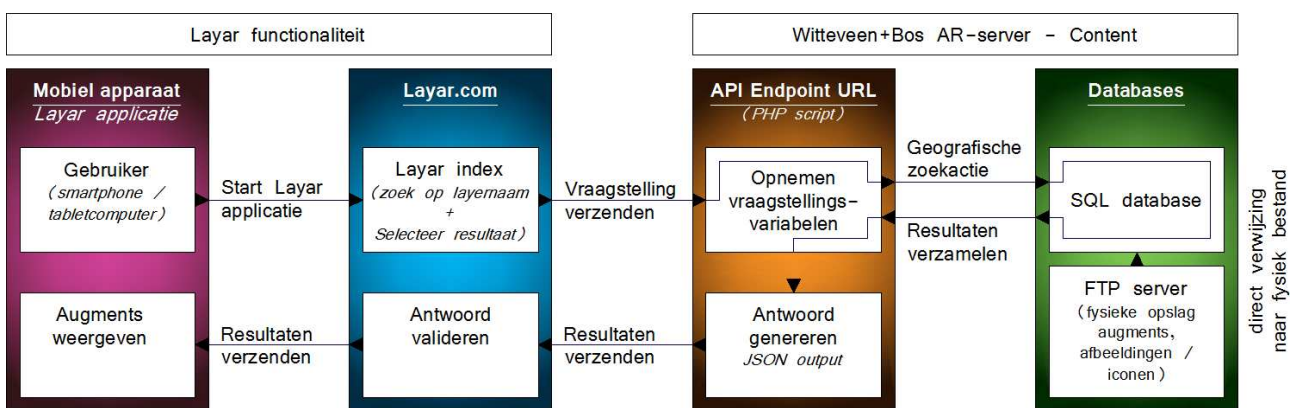 Layar functionaliteit
Witteveen+Bos AR-server - Content
Mobiel apparaat
Layar applicatie
Gebruiker
(smartphone /
tabletcomputer)
Start Layar
applicatie
Layar.com
Layar index
(zoek op layernaam
+
Selecteer resultaat)
Vraagstelling
verzenden
API Endpoint URL
(PHP script)
Opnemen
vraagstellings-
variabelen
Geografische
zoekactie
Resultaten
verzamelen
Databases
SQL database
FTP server
(fysieke opslag
augments,
afbeeldingen /
iconen)
direct verwijzing
naar fysiek bestand
Antwoord
genereren
JSON output
Resultaten
verzenden
Antwoord
valideren
Resultaten
verzenden
Augments
weergeven